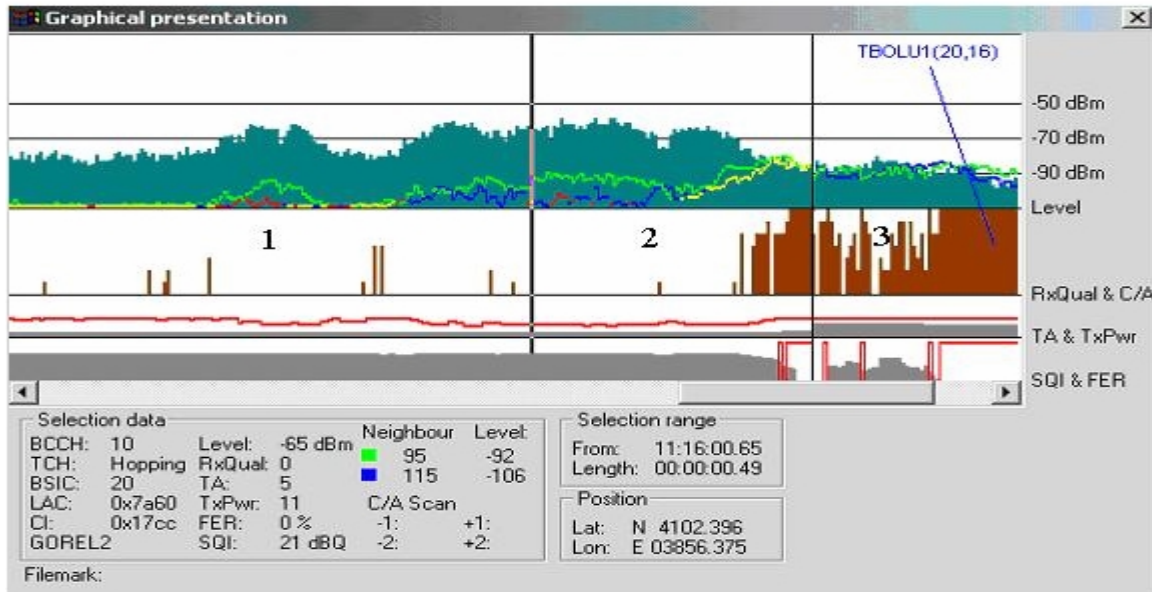 Graphical presentation
TBOLU1(20,16)
-50 dBm
-70 dBm
-90 dBm
Level
1
2
3
RxQual & C/A
TA & TxPwr
SQI & FER
Selection data
BCCH: 10 Level: -65 dBm
TCH: Hopping RxQual: 0
BSIC: 20 TA: 5
LAC: 0x7a60 TxPwr: 11
CI: 0x17cc FER: 0 %
GOREL2 SQI: 21 dBQ
Neighbour Level:
95 -92
115 -106
C/A Scan
-1: +1:
-2: +2:
Selection range
From: 11:16:00.65
Length: 00:00:00.49
Position
Lat: N 4102.396
Lon: E 03856.375
Filemark: